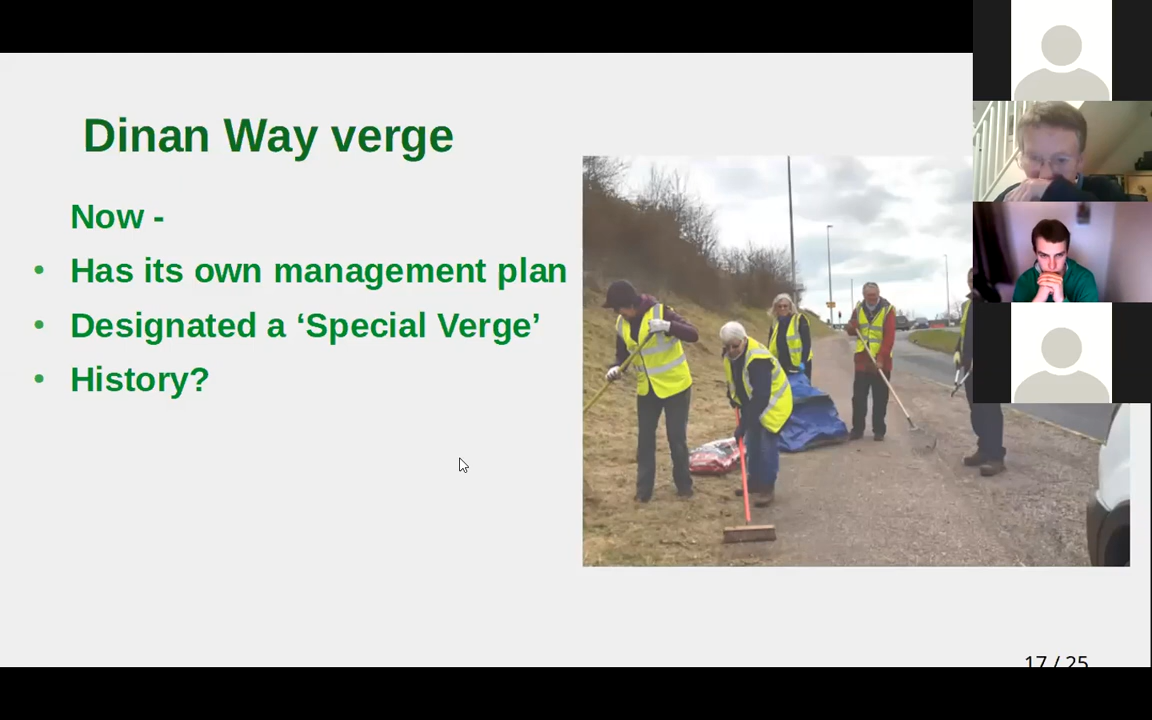 Dinan Way verge
Now -
• Has its own management plan
• Designated a ‘Special Verge’
• History?
17 / 25